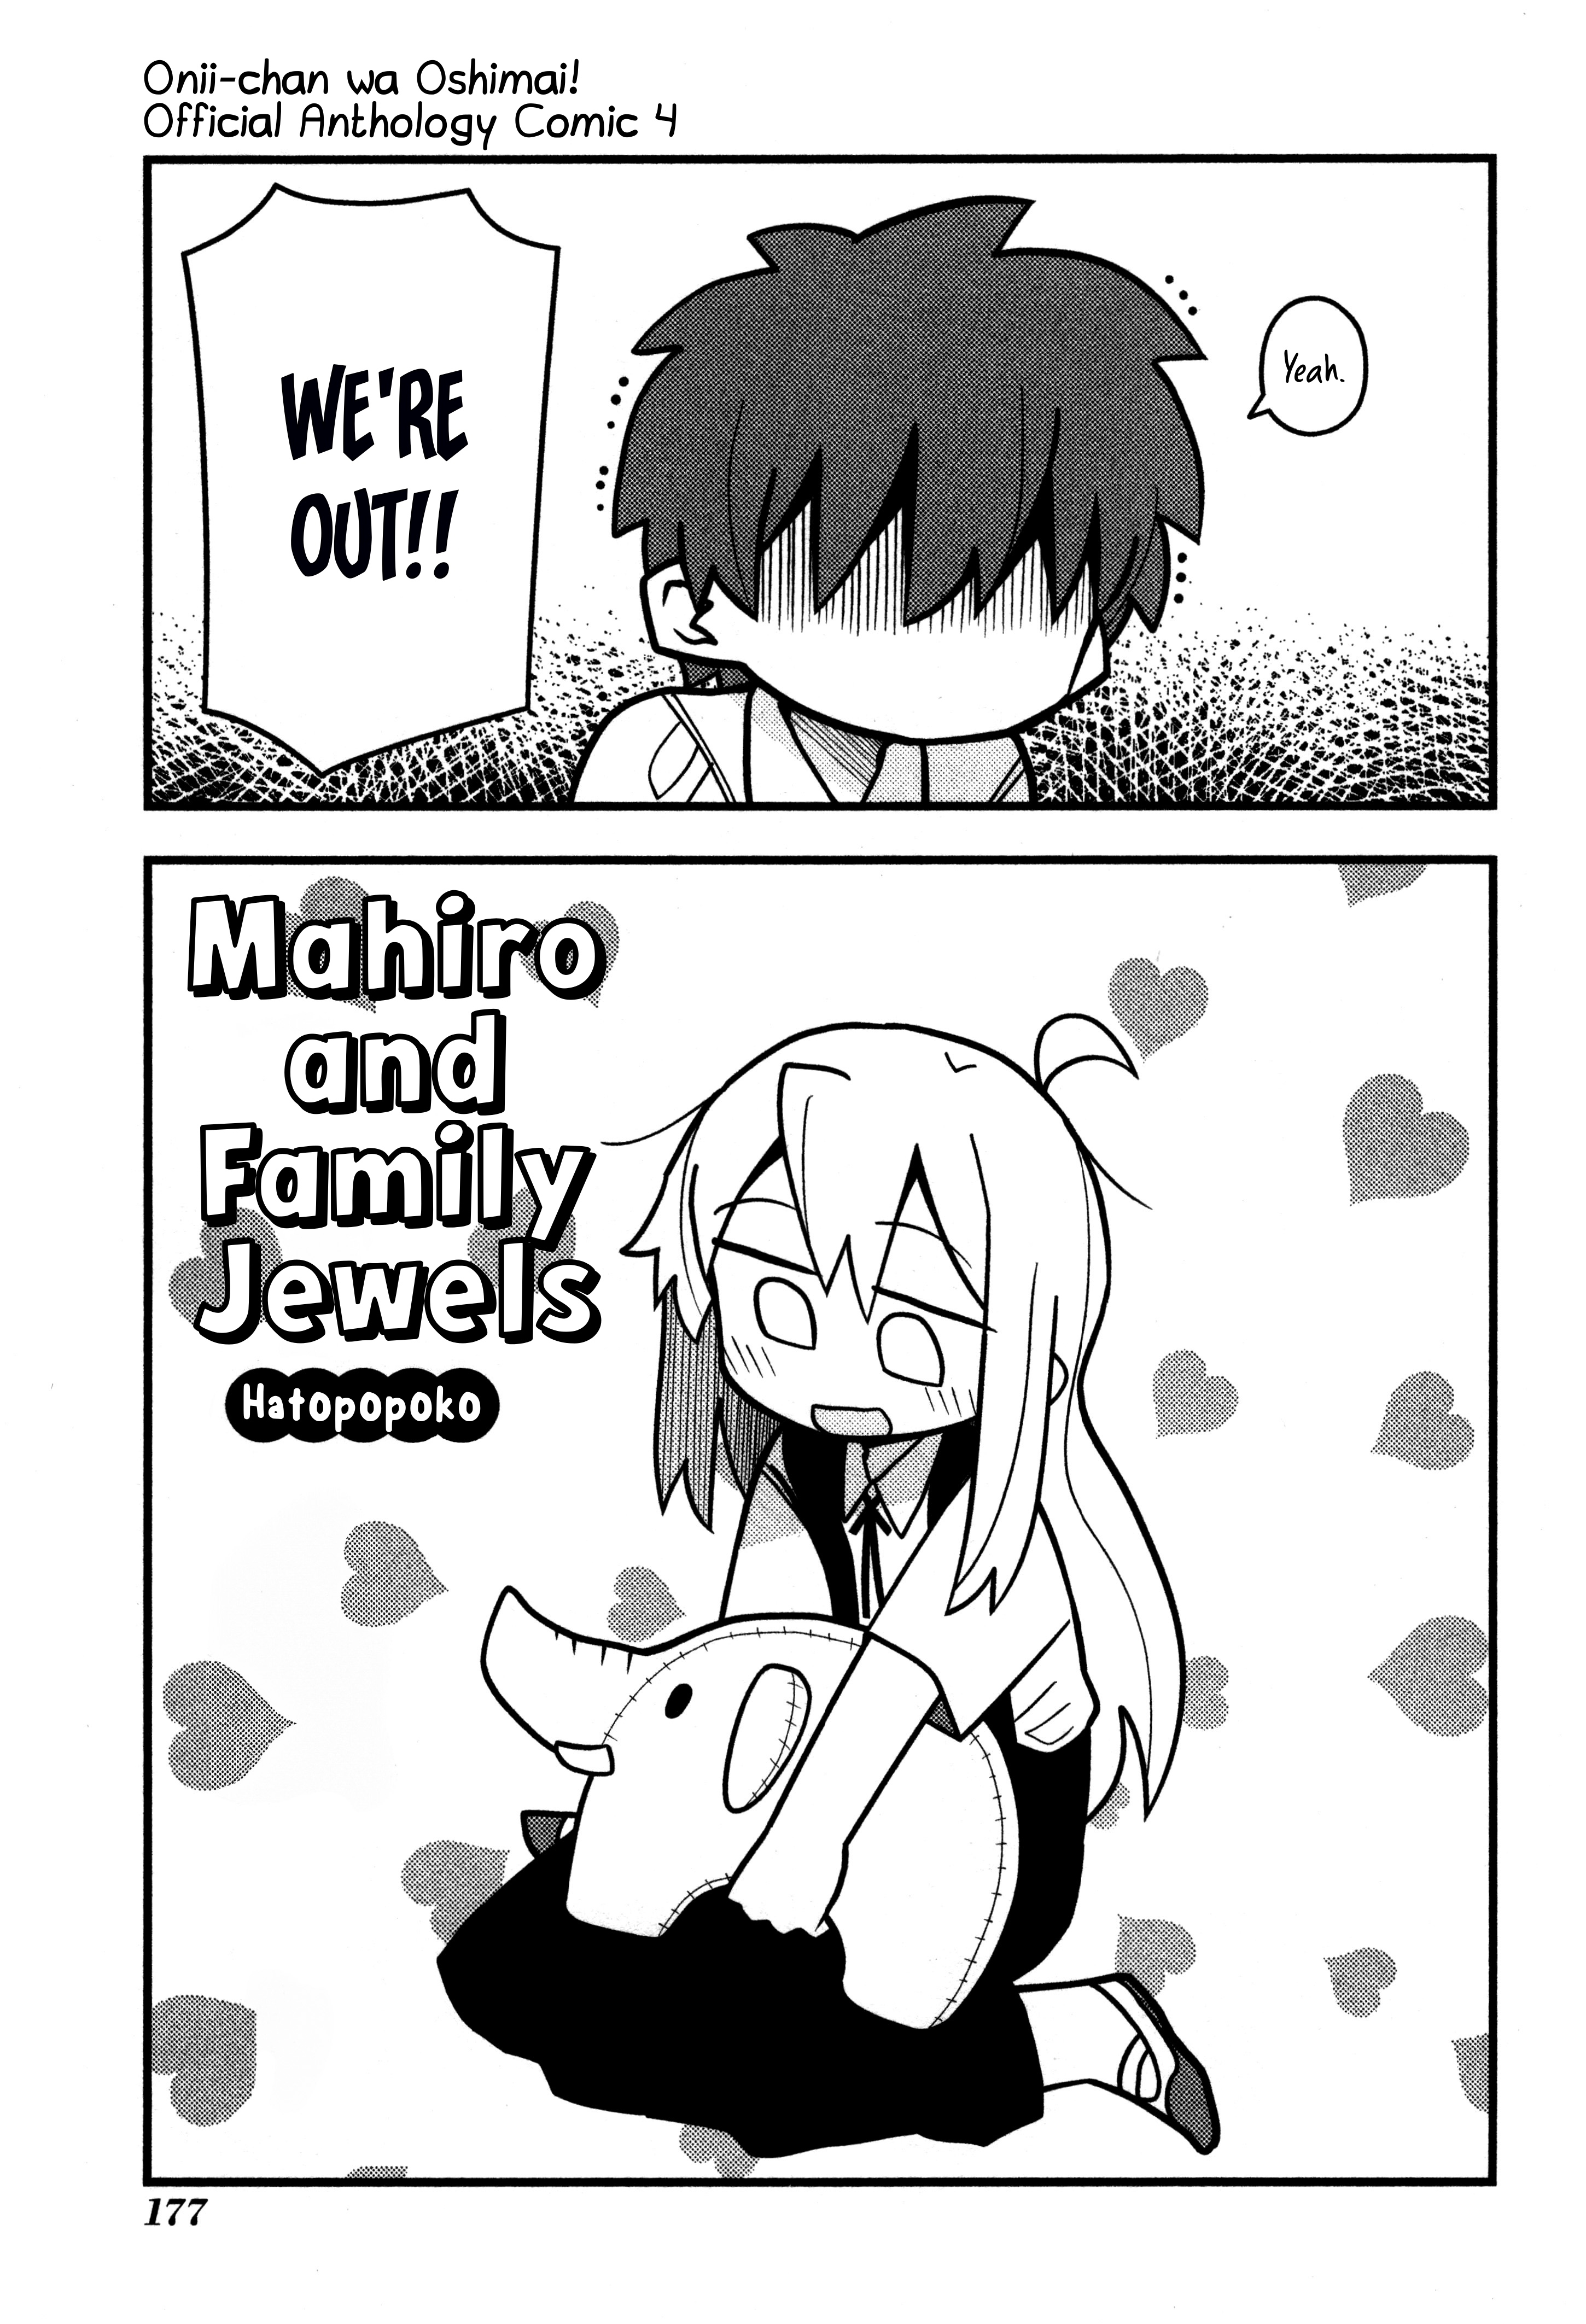 Onii-chan wa Oshimai!
Official Anthology Comic 4
Yeah.
WE'RE
OUT!!
Mahiro
and
Family
Jewels
Hatopopoko
177